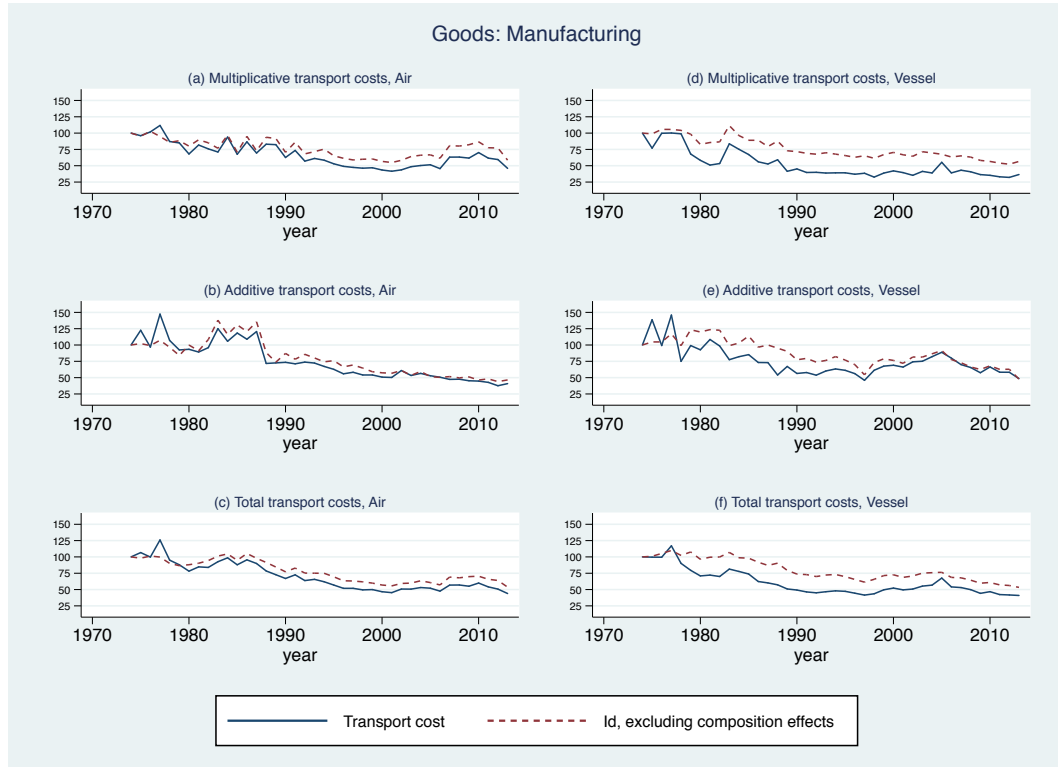 Goods: Manufacturing
(a) Multiplicative transport costs, Air
150
125
100
75
50
25
1970 1980 1990 2000 2010
year
(d) Multiplicative transport costs, Vessel
150
125
100
75
50
25
1970 1980 1990 2000 2010
year
(b) Additive transport costs, Air
150
125
100
75
50
25
1970 1980 1990 2000 2010
year
(e) Additive transport costs, Vessel
150
125
100
75
50
25
1970 1980 1990 2000 2010
year
(c) Total transport costs, Air
150
125
100
75
50
25
1970 1980 1990 2000 2010
year
(f) Total transport costs, Vessel
150
125
100
75
50
25
1970 1980 1990 2000 2010
year
Transport cost Id, excluding composition effects